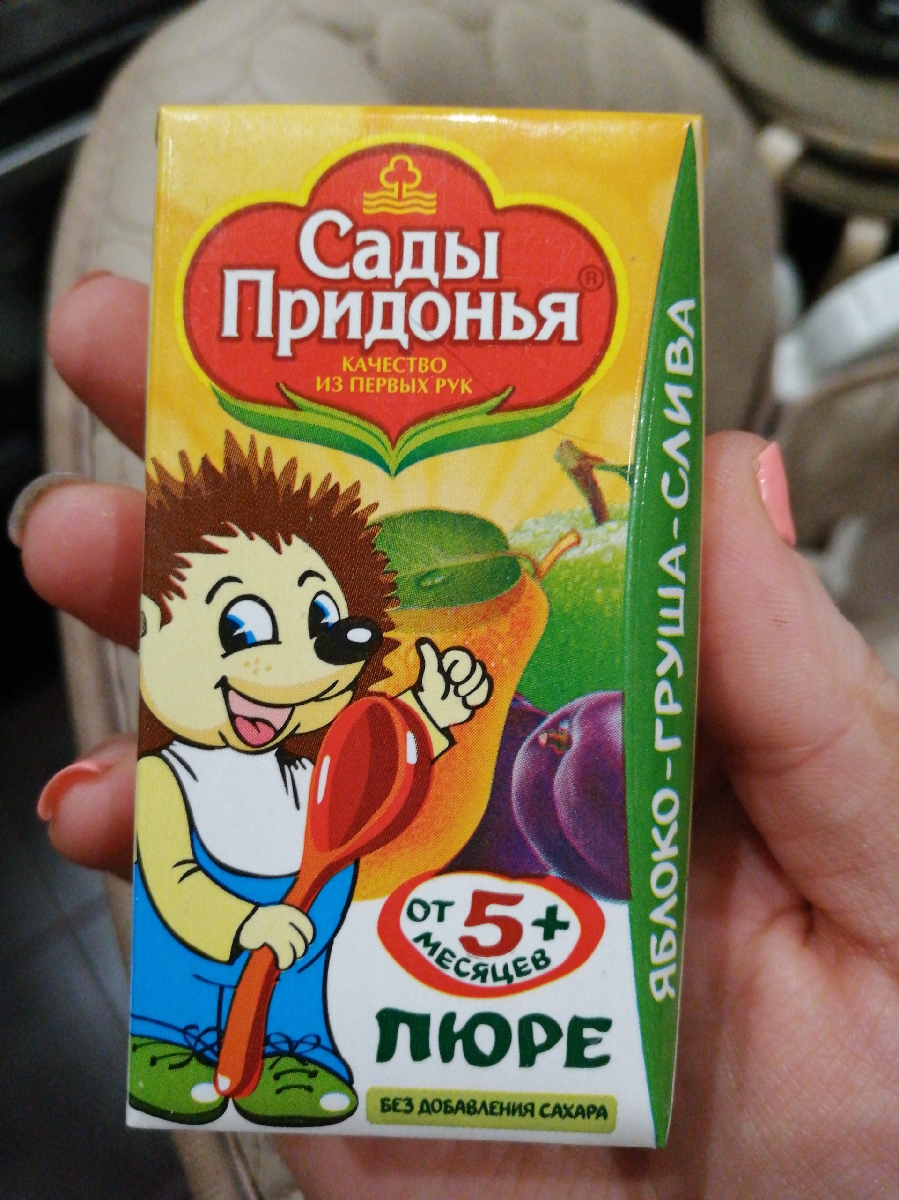 Сады
Придонья®
КАЧЕСТВО
ИЗ ПЕРВЫХ РУК
ЯБЛОКО-ГРУША-СЛИВА
ОТ 5+
МЕСЯЦЕВ
ПЮРЕ
БЕЗ ДОБАВЛЕНИЯ САХАРА